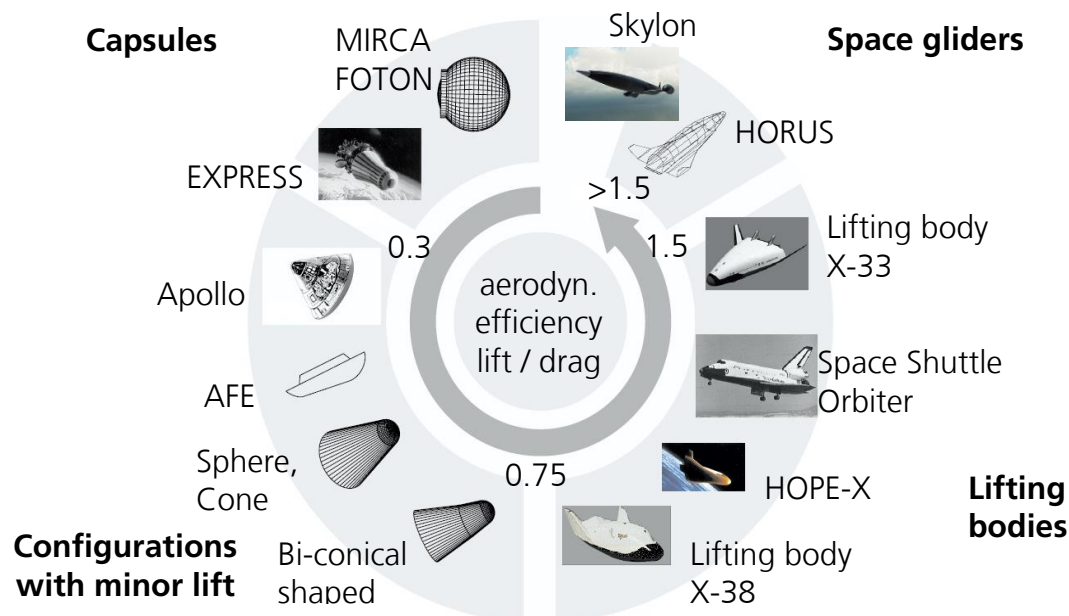 Capsules
MIRCA
FOTON
EXPRESS
Skylon
Space gliders
HORUS
>1.5
1.5
0.3
Apollo
AFE
Sphere,
Cone
Configurations
with minor lift
Bi-conical
shaped
0.75
aerodyn.
efficiency
lift / drag
Lifting body
X-33
Space Shuttle
Orbiter
HOPE-X
Lifting
bodies
Lifting body
X-38